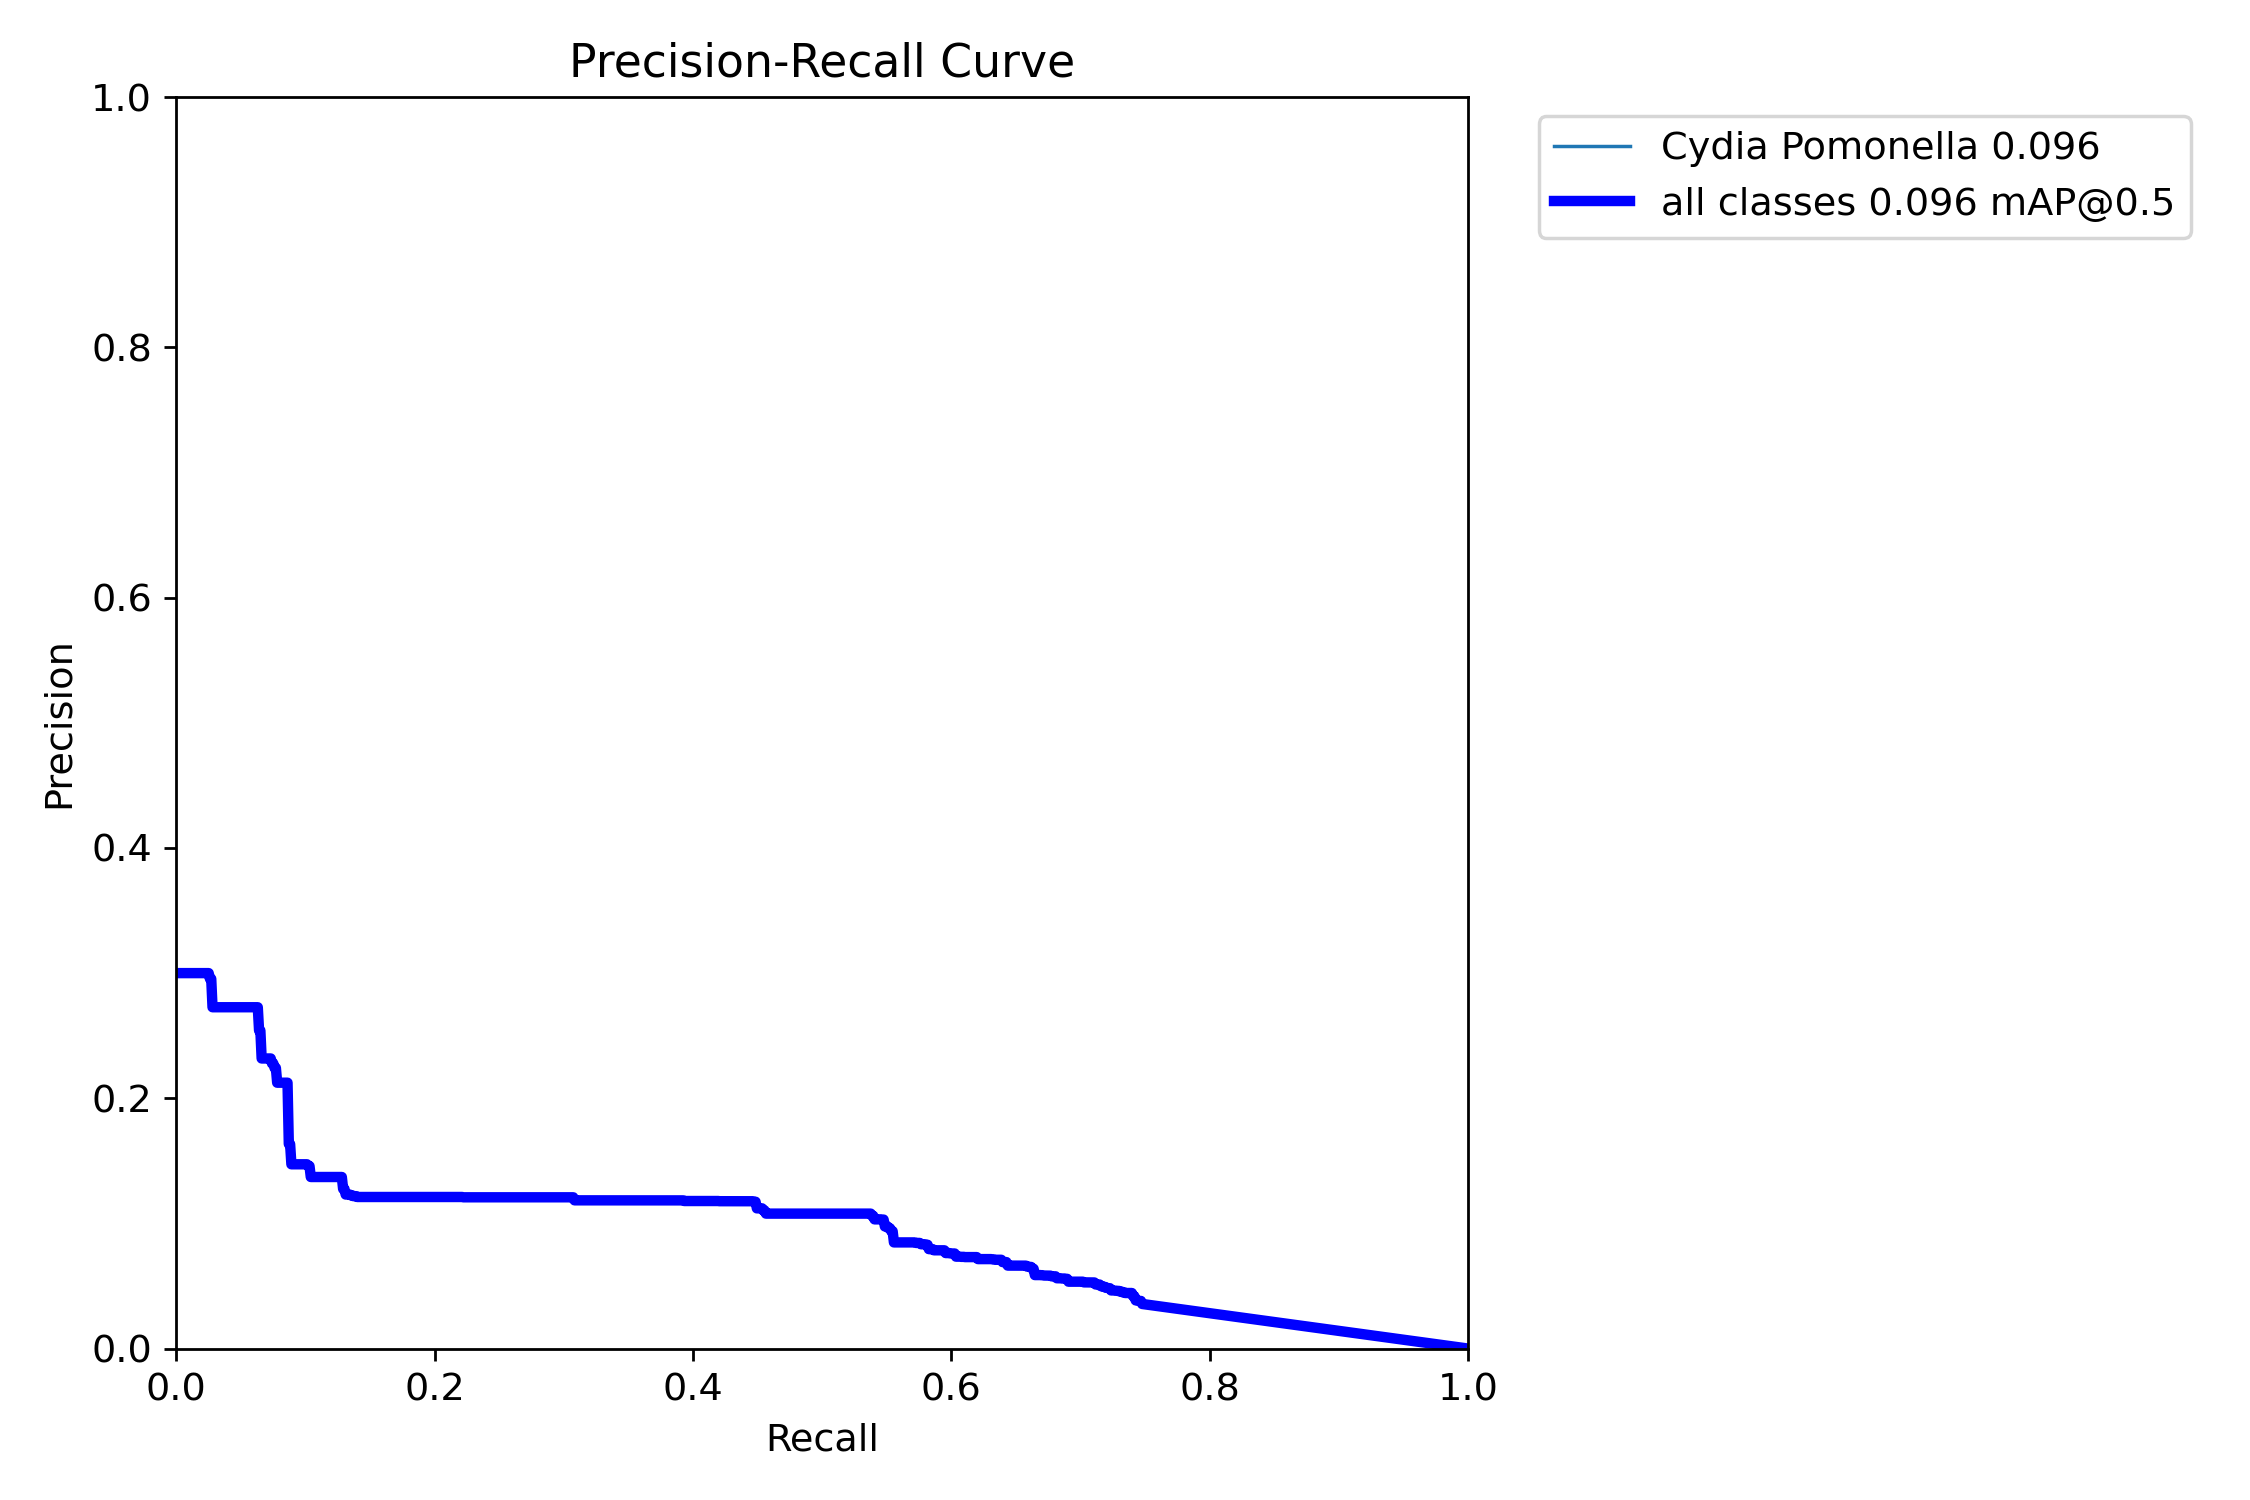 Precision-Recall Curve
Cydia Pomonella 0.096
all classes 0.096 mAP@0.5
Precision
1.0
0.8
0.6
0.4
0.2
0.0
0.0 0.2 0.4 0.6 0.8 1.0
Recall